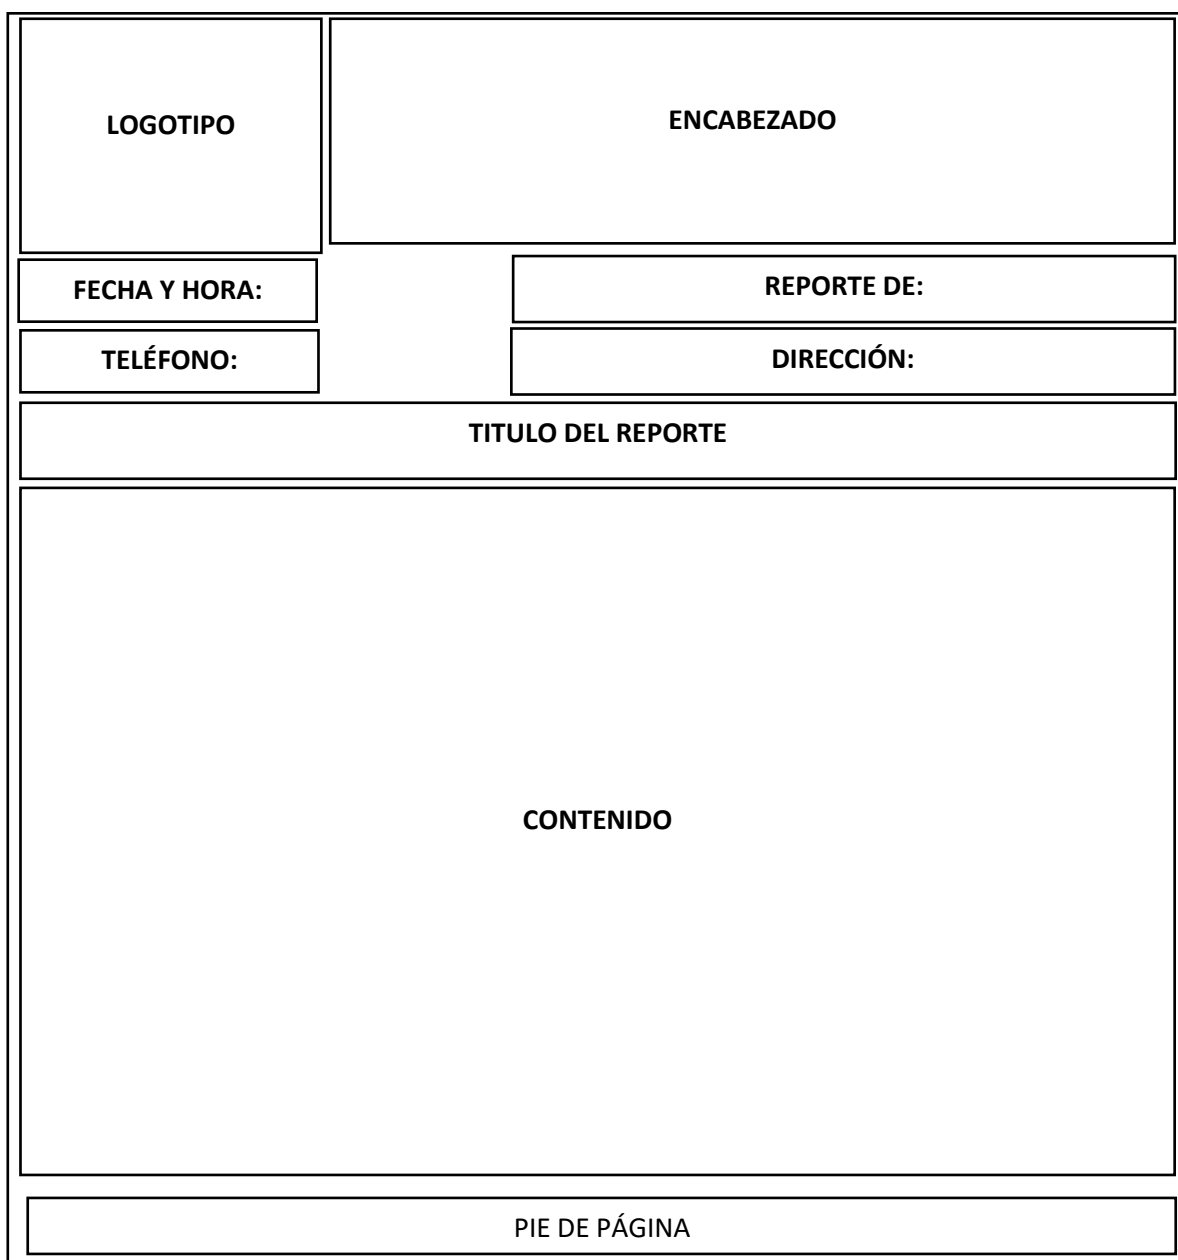 LOGOTIPO
ENCABEZADO
FECHA Y HORA:
REPORTE DE:
TELÉFONO:
DIRECCIÓN:
TITULO DEL REPORTE
CONTENIDO
PIE DE PÁGINA